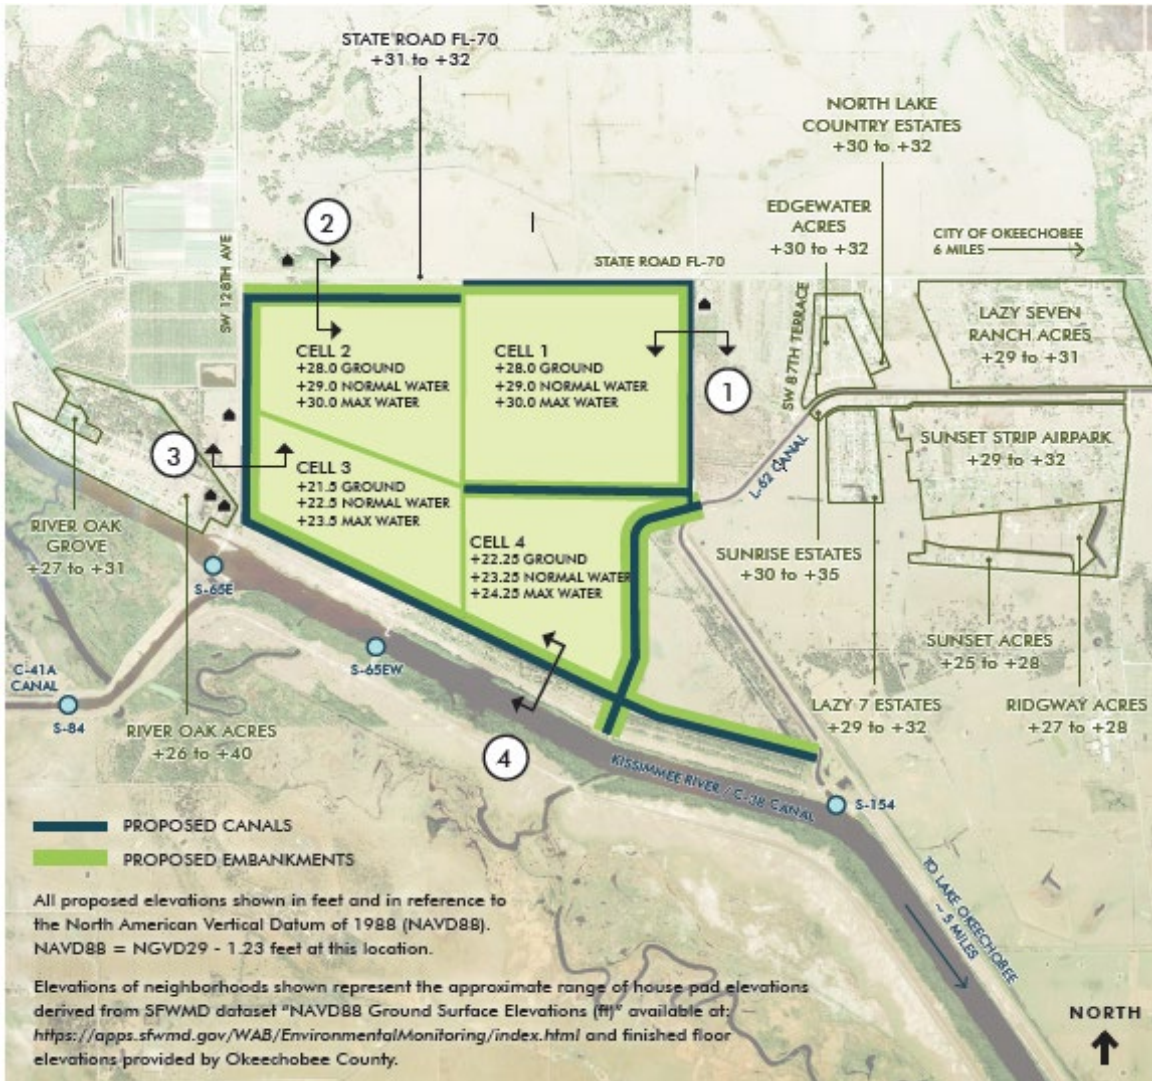 STATE ROAD FL-70
+31 to +32
NORTH LAKE
COUNTRY ESTATES
+30 to +32
EDGEWATER
ACRES
+30 to +32
CITY OF OKEECHOBEE
6 MILES
2
STATE ROAD FL-70
SW 128TH AVE
SW 87TH TERRACE
LAZY SEVEN
RANCH ACRES
+29 to +31
CELL 2
+28.0 GROUND
+29.0 NORMAL WATER
+30.0 MAX WATER
CELL 1
+28.0 GROUND
+29.0 NORMAL WATER
+30.0 MAX WATER
1
L-62 CANAL
SUNSET STRIP AIRPARK
+29 to +32
3
CELL 3
+21.5 GROUND
+22.5 NORMAL WATER
+23.5 MAX WATER
RIVER OAK
GROVE
+27 to +31
CELL 4
+22.25 GROUND
+23.25 NORMAL WATER
+24.25 MAX WATER
SUNRISE ESTATES
+30 to +35
S-65E
SUNSET ACRES
+25 to +28
S-65EW
C-41A
CANAL
S-84
RIVER OAK ACRES
+26 to +40
LAZY 7 ESTATES
+29 to +32
RIDGWAY ACRES
+27 to +28
4
KISSIMMEE RIVER / C-38 CANAL
S-154
PROPOSED CANALS
PROPOSED EMBANKMENTS
TO LAKE OKEECHOBEE
~ 5 MILES
All proposed elevations shown in feet and in reference to
the North American Vertical Datum of 1988 (NAVD88).
NAVD88 = NGVD29 - 1.23 feet at this location.
Elevations of neighborhoods shown represent the approximate range of house pad elevations
derived from SFWMD dataset "NAVD88 Ground Surface Elevations (ft)" available at:
https://apps.sfwmd.gov/WAB/EnvironmentalMonitoring/index.html and finished floor
elevations provided by Okeechobee County.
NORTH